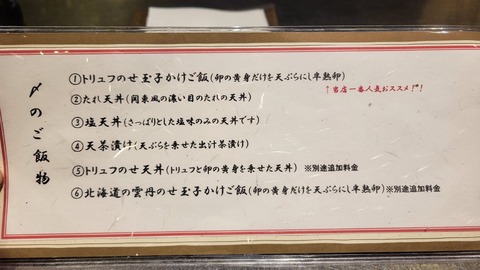 〆のご飯物
①トリュフのせ玉子かけご飯(卵の黄身だけを天ぷらにし半熟卵)
↑当店一番人気おススメ!!
②たれ天丼(関東風の濃い目のたれの天丼)
③塩天丼(さっぱりとした塩味のみの天丼です)
④天茶漬け(天ぷらを乗せた出汁茶漬け)
⑤トリュフのせ天丼(トリュフと卵の黄身を乗せた天丼) ※別途追加料金
⑥北海道の雲丹のせ玉子かけご飯(卵の黄身だけを天ぷらにし半熟卵)※別途追加料金